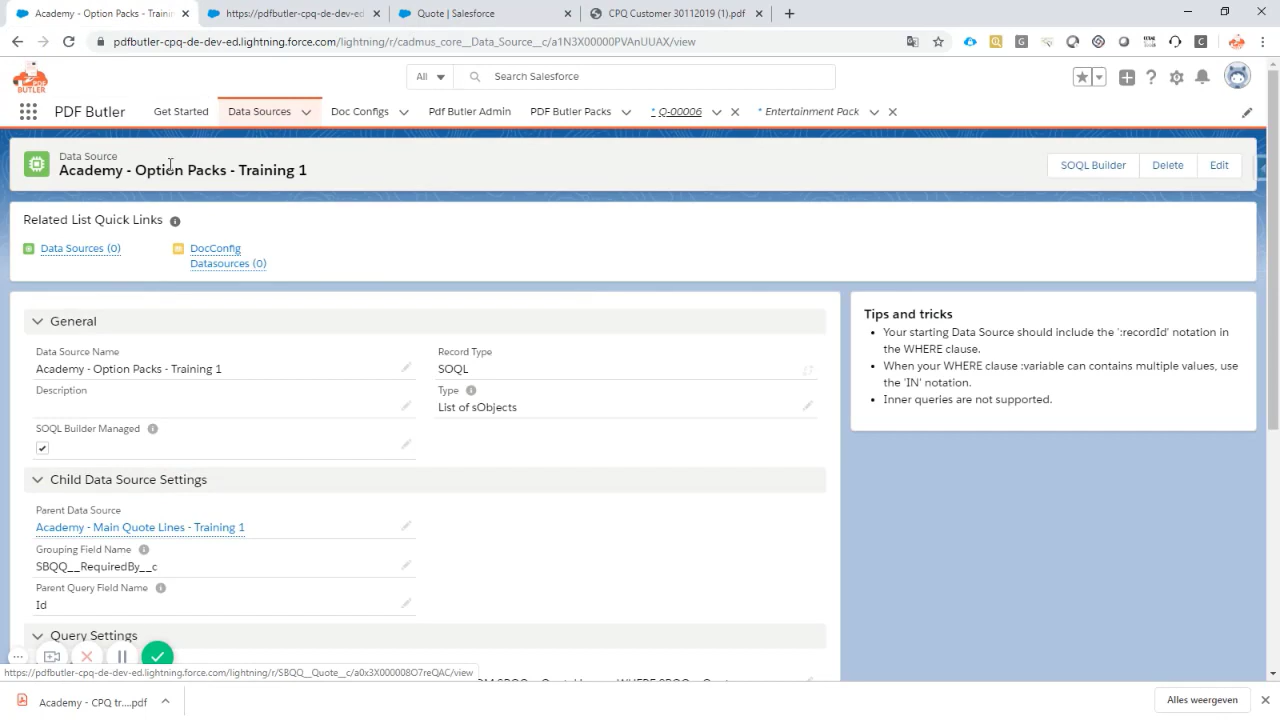 Academy - Option Packs - Trainin
https://pdfbutler-cpq-de-dev-ed
Quote | Salesforce
CPQ Customer 30112019 (1).pdf
pdfbutler-cpq-de-dev-ed.lightning.force.com/lightning/r/cadmus_core__Data_Source__c/a1N3X00000PVAnUUAX/view
PDF BUTLER
All
Search Salesforce
PDF Butler
Get Started
Data Sources
Doc Configs
Pdf Butler Admin
PDF Butler Packs
* Q-00006
* Entertainment Pack
Data Source
Academy - Option Packs - Training 1
SOQL Builder
Delete
Edit
Related List Quick Links
Data Sources (0)
DocConfig
Datasources (0)
General
Data Source Name
Academy - Option Packs - Training 1
Record Type
SOQL
Description
Type
List of sObjects
SOQL Builder Managed
Child Data Source Settings
Parent Data Source
Academy - Main Quote Lines - Training 1
Grouping Field Name
SBQQ__RequiredBy__c
Parent Query Field Name
Id
Query Settings
Tips and tricks
Your starting Data Source should include the ':recordId' notation in
the WHERE clause.
When your WHERE clause :variable can contains multiple values, use
the 'IN' notation.
Inner queries are not supported.
https://pdfbutler-cpq-de-dev-ed.lightning.force.com/lightning/r/SBQQ__Quote__c/a0x3X000008O7reQAC/view
Academy - CPQ tr....pdf
Alles weergeven